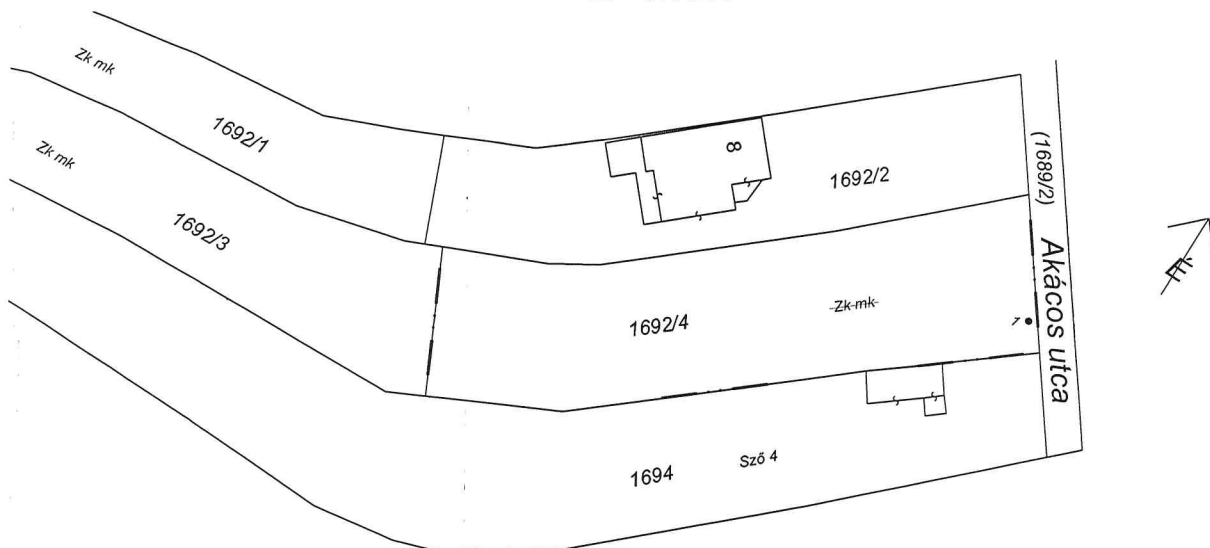 Zk mk
1692/1
Zk mk
1692/3
8
1692/2
(1689/2) Akácos utca
É
1692/4
Zk mk
1
1694
Sző 4